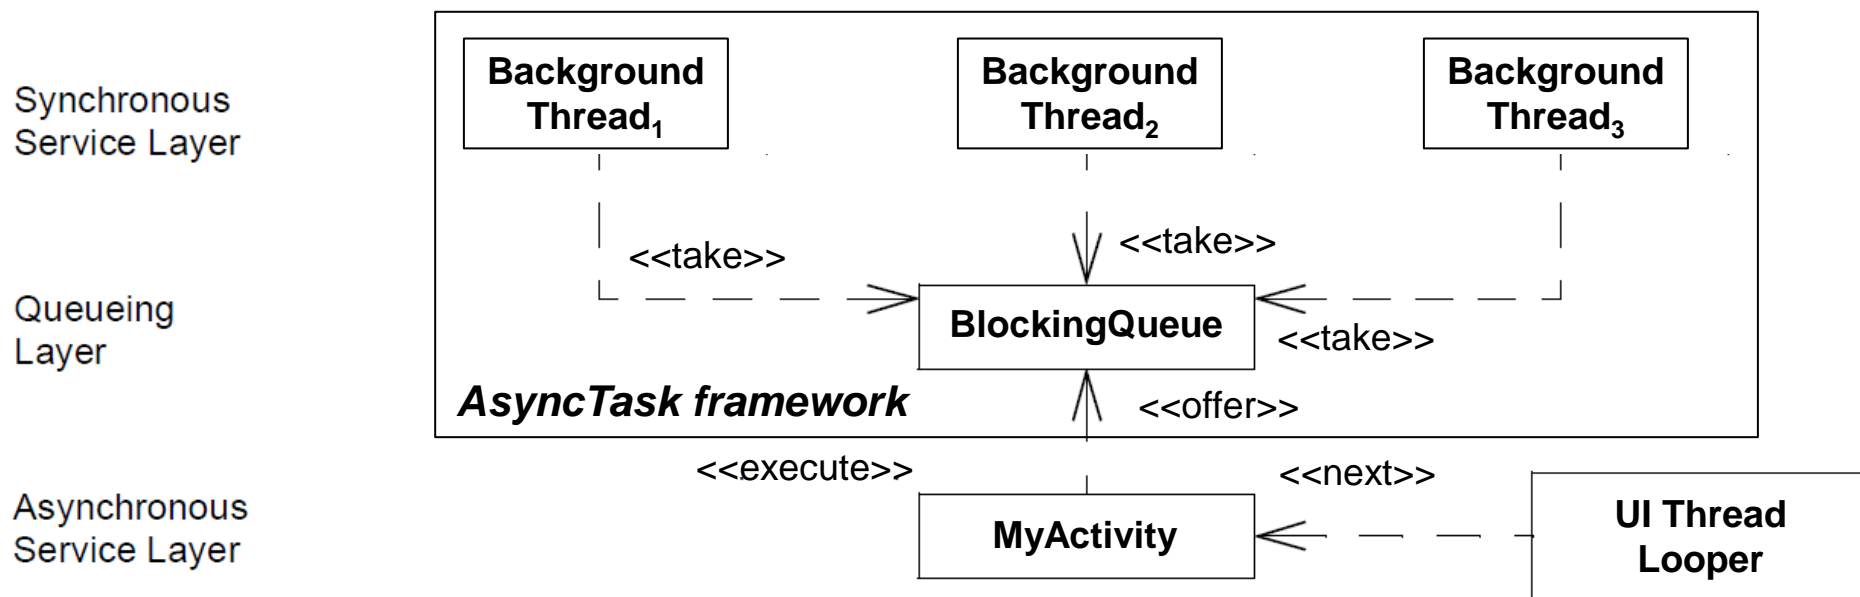 Synchronous
Service Layer
Background
Thread1
Background
Thread2
Background
Thread3
<<take>>
<<take>>
Queueing
Layer
BlockingQueue
<<take>>
AsyncTask framework
<<offer>>
<<execute>>
<<next>>
Asynchronous
Service Layer
MyActivity
UI Thread
Looper